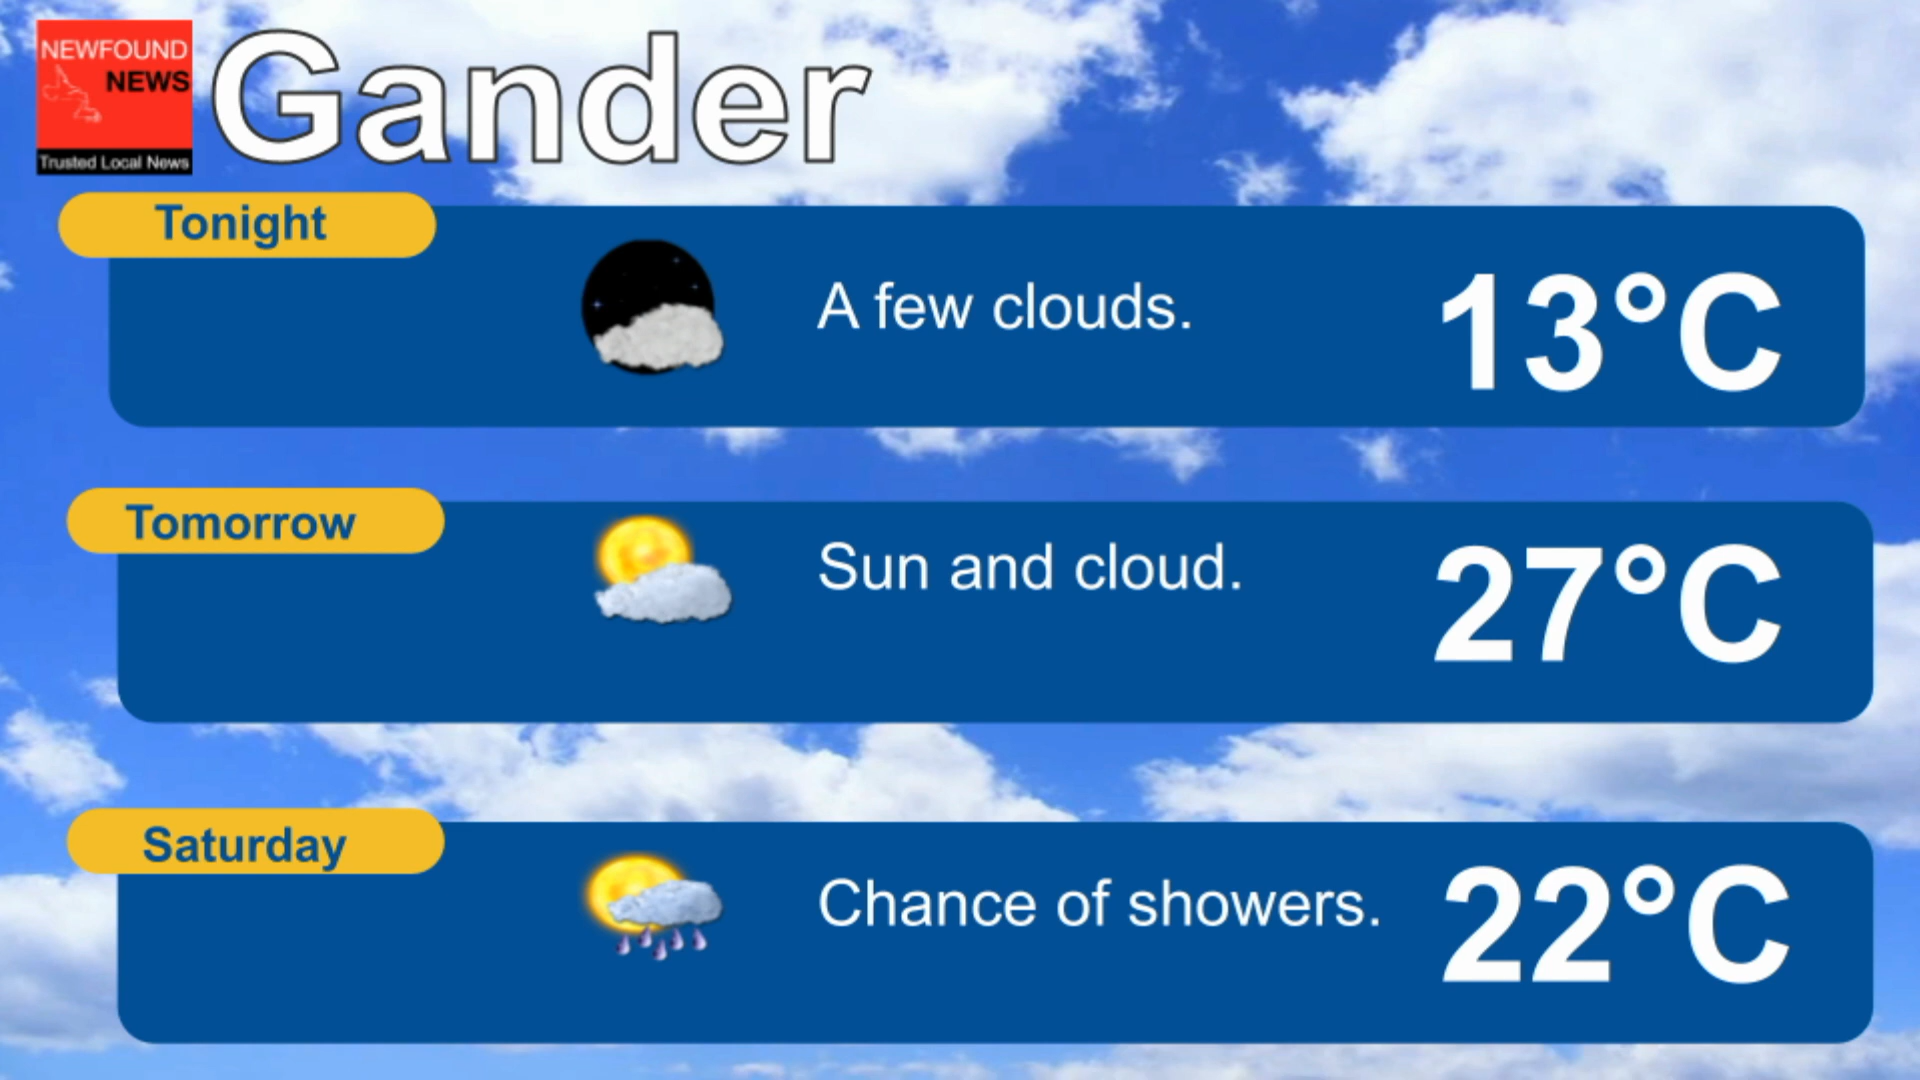 NEWFOUND
NEWS
Trusted Local News
Gander
Tonight
A few clouds.
13°C
Tomorrow
Sun and cloud.
27°C
Saturday
Chance of showers.
22°C